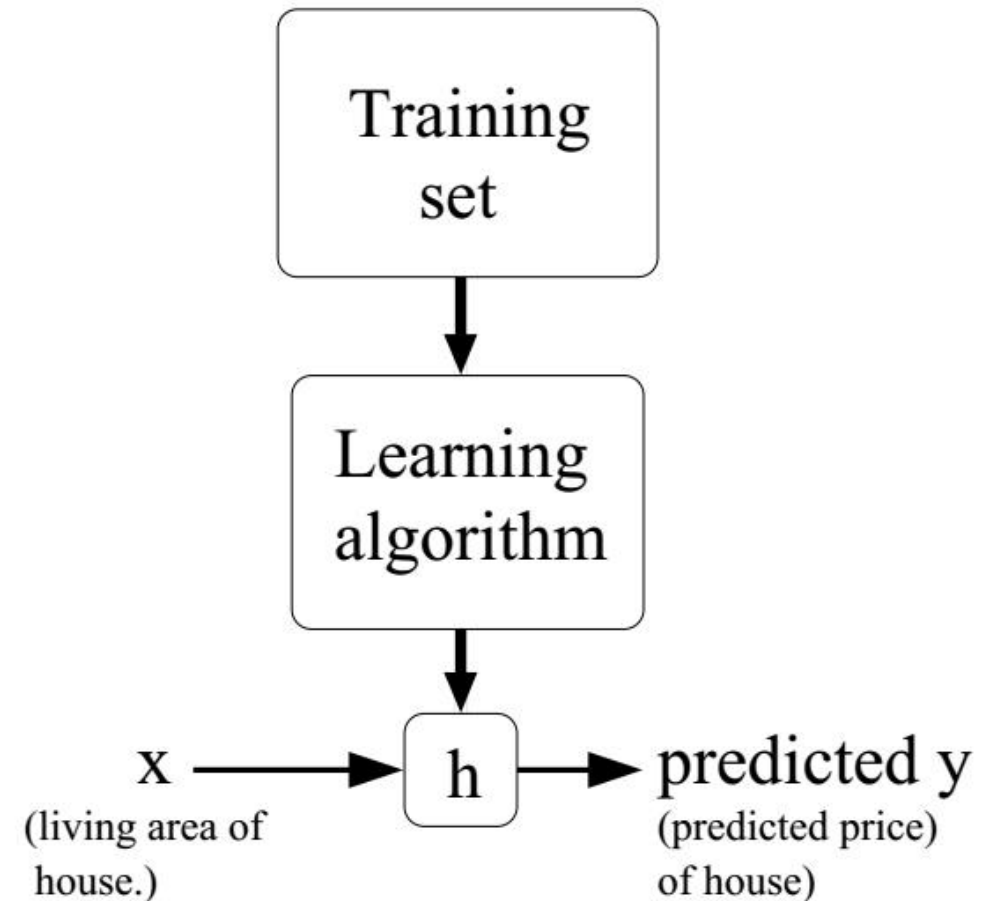 Training
set
Learning
algorithm
x
h
predicted y
(living area of
house.)
(predicted price)
of house)